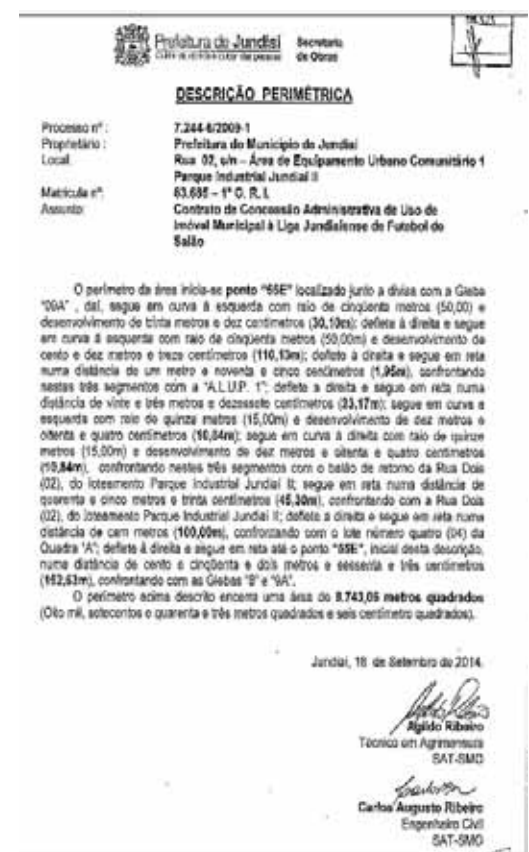 Prefeitura de Jundiaí
Secretaria
de Obras
DESCRIÇÃO PERIMÉTRICA
Processo nº : 7.244-6/2009-1
Proprietário : Prefeitura do Município de Jundiaí
Local: Rua 02, s/n – Área de Equipamento Urbano Comunitário 1
Parque Industrial Jundiaí II
Matrícula nº: 63.685 – 1º O. R. I.
Assunto: Contrato de Concessão Administrativa de Uso de
Imóvel Municipal à Liga Jundiaiense de Futebol de
Salão
O perímetro da área inicia-se ponto "55E" localizado junto a divisa com a Gleba
"09A" , daí, segue em curva à esquerda com raio de cinqüenta metros (50,00) e
desenvolvimento de trinta metros e dez centímetros (30,10m); deflete à direita e segue
em curva à esquerda com raio de cinqüenta metros (50,00m) e desenvolvimento de
cento e dez metros e treze centímetros (110,13m); deflete à direita e segue em reta
numa distância de um metro e noventa e cinco centímetros (1,95m), confrontando
nestes três segmentos com a "A.L.U.P. 1"; deflete a direita e segue em reta numa
distância de vinte e três metros e dezessete centímetros (23,17m); segue em curva a
esquerda com raio de quinze metros (15,00m) e desenvolvimento de dez metros e
oitenta e quatro centímetros (10,84m); segue em curva à direita com raio de quinze
metros (15,00m) e desenvolvimento de dez metros e oitenta e quatro centímetros
(10,84m), confrontando nestes três segmentos com o balão de retorno da Rua Dois
(02), do loteamento Parque Industrial Jundiaí II; segue em reta numa distância de
quarenta e cinco metros e trinta centímetros (45,30m), confrontando com a Rua Dois
(02), do loteamento Parque Industrial Jundiaí II; deflete à direita e segue em reta numa
distância de cem metros (100,00m), confrontando com o lote número quatro (04) da
Quadra "A"; deflete à direita e segue em reta até o ponto "55E", inicial desta descrição,
numa distância de cento e cinqüenta e dois metros e sessenta e três centímetros
(152,63m), confrontando com as Glebas "9" e "9A".
O perímetro acima descrito encerra uma área de 8.743,06 metros quadrados
(Oito mil, setecentos e quarenta e três metros quadrados e seis centímetro quadrados).
Jundiaí, 18 de Setembro de 2014.
Agildo Ribeiro
Técnico em Agrimensura
SAT-SMO
Carlos Augusto Ribeiro
Engenheiro Civil
SAT-SMO